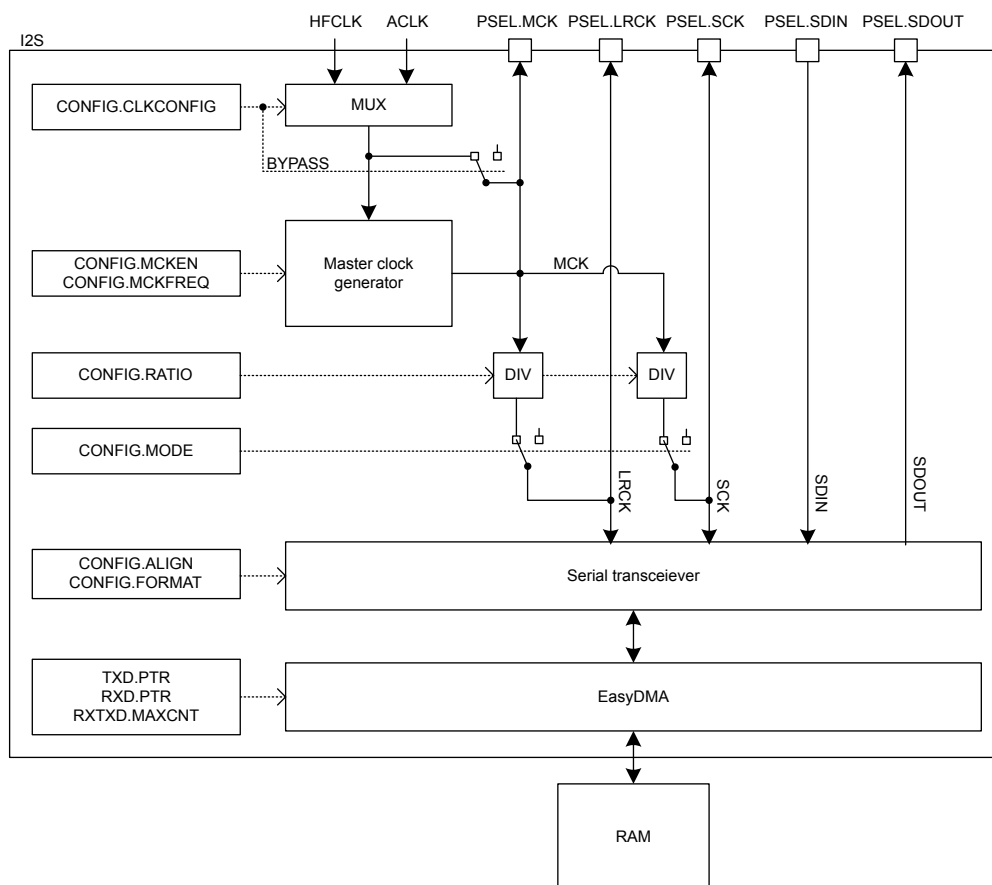 HFCLK
ACLK
PSEL.MCK
PSEL.LRCK
PSEL.SCK
PSEL.SDIN
PSEL.SDOUT
I2S
CONFIG.CLKCONFIG
MUX
BYPASS
CONFIG.MCKEN
CONFIG.MCKFREQ
Master clock
generator
MCK
CONFIG.RATIO
DIV
DIV
CONFIG.MODE
LRCK
SCK
SDIN
SDOUT
CONFIG.ALIGN
CONFIG.FORMAT
Serial transceiever
TXD.PTR
RXD.PTR
RXTXD.MAXCNT
EasyDMA
RAM